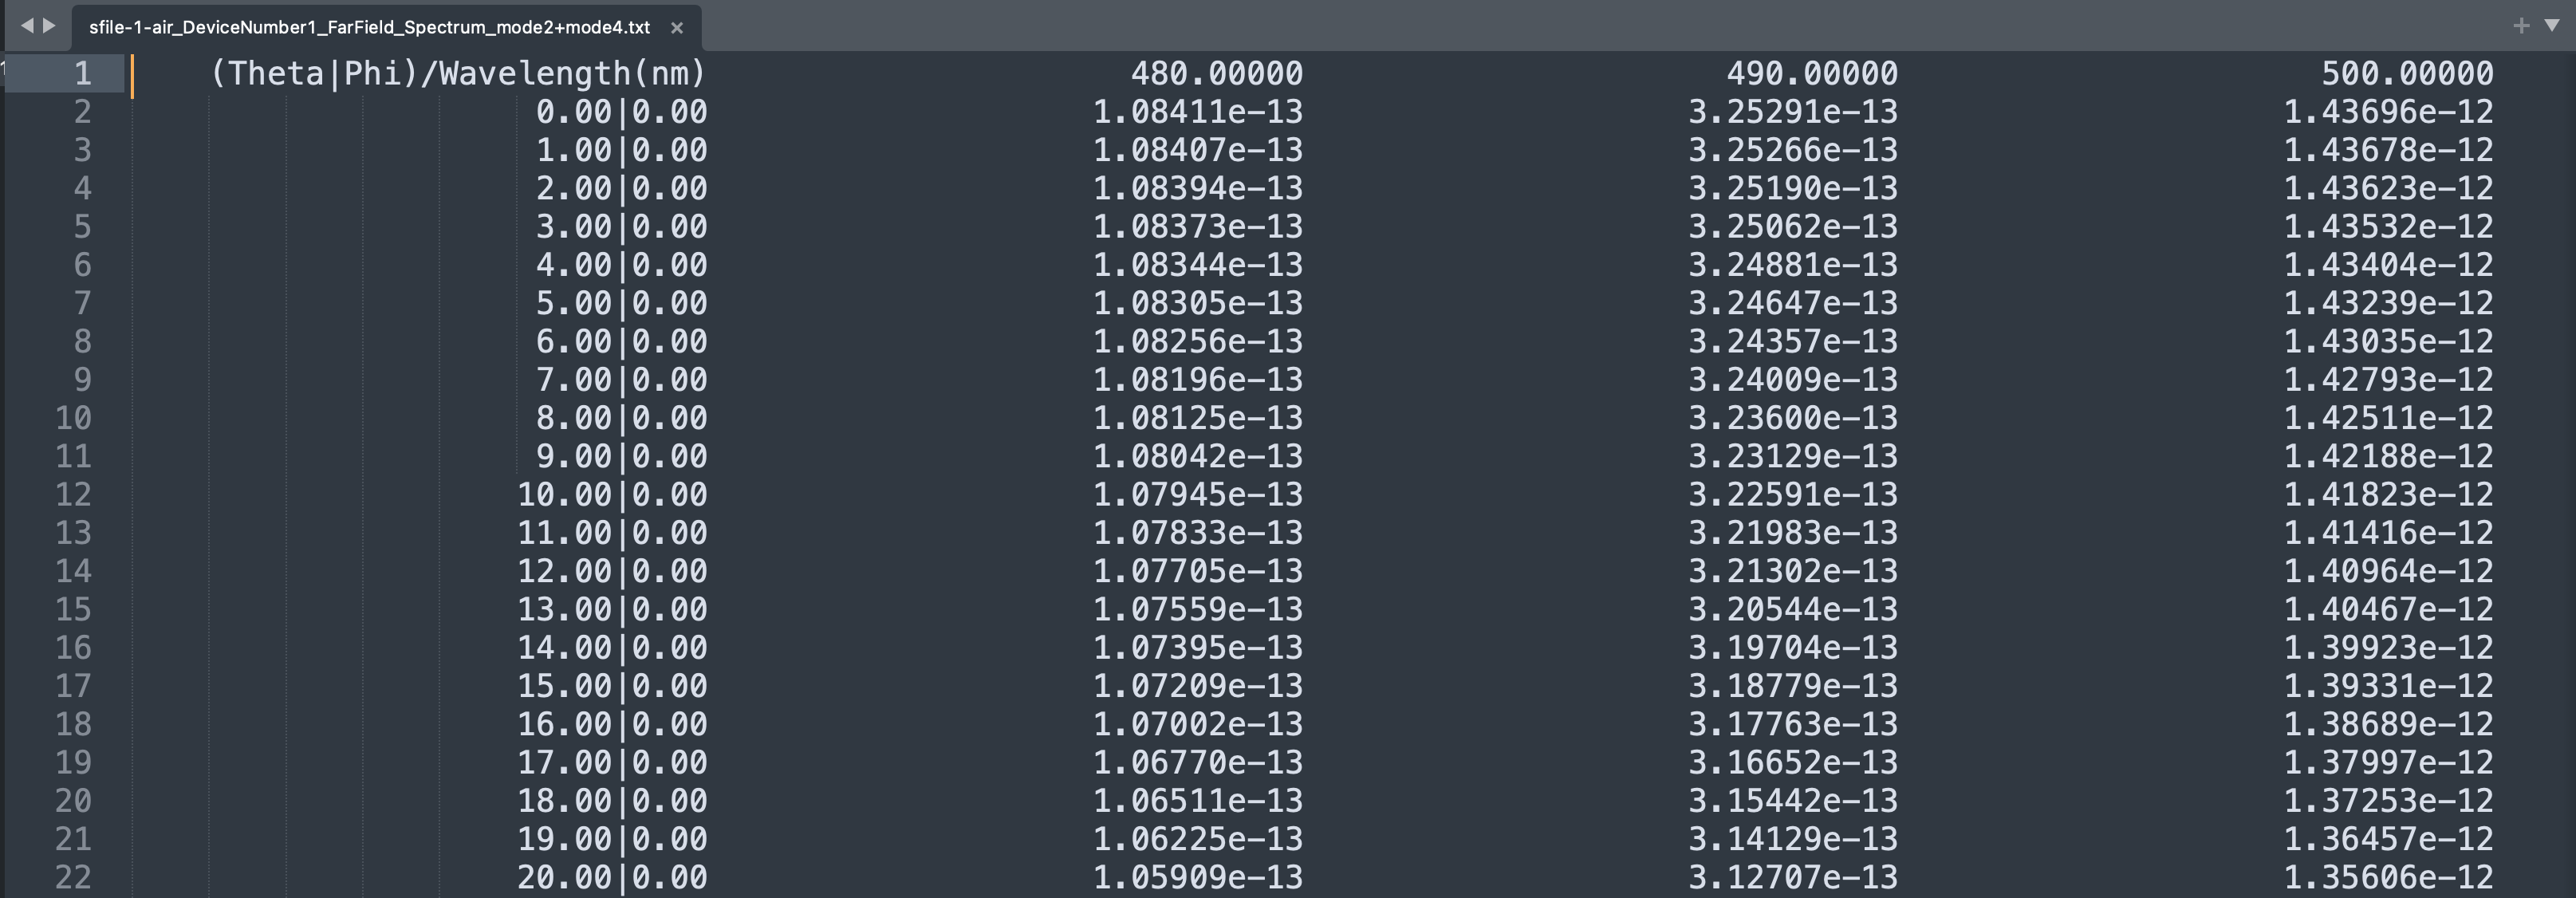 sfile-1-air_DeviceNumber1_FarField_Spectrum_mode2+mode4.txt ×
1 (Theta|Phi)/Wavelength(nm) 480.00000 490.00000 500.00000
2 0.00|0.00 1.08411e-13 3.25291e-13 1.43696e-12
3 1.00|0.00 1.08407e-13 3.25266e-13 1.43678e-12
4 2.00|0.00 1.08394e-13 3.25190e-13 1.43623e-12
5 3.00|0.00 1.08373e-13 3.25062e-13 1.43532e-12
6 4.00|0.00 1.08344e-13 3.24881e-13 1.43404e-12
7 5.00|0.00 1.08305e-13 3.24647e-13 1.43239e-12
8 6.00|0.00 1.08256e-13 3.24357e-13 1.43035e-12
9 7.00|0.00 1.08196e-13 3.24009e-13 1.42793e-12
10 8.00|0.00 1.08125e-13 3.23600e-13 1.42511e-12
11 9.00|0.00 1.08042e-13 3.23129e-13 1.42188e-12
12 10.00|0.00 1.07945e-13 3.22591e-13 1.41823e-12
13 11.00|0.00 1.07833e-13 3.21983e-13 1.41416e-12
14 12.00|0.00 1.07705e-13 3.21302e-13 1.40964e-12
15 13.00|0.00 1.07559e-13 3.20544e-13 1.40467e-12
16 14.00|0.00 1.07395e-13 3.19704e-13 1.39923e-12
17 15.00|0.00 1.07209e-13 3.18779e-13 1.39331e-12
18 16.00|0.00 1.07002e-13 3.17763e-13 1.38689e-12
19 17.00|0.00 1.06770e-13 3.16652e-13 1.37997e-12
20 18.00|0.00 1.06511e-13 3.15442e-13 1.37253e-12
21 19.00|0.00 1.06225e-13 3.14129e-13 1.36457e-12
22 20.00|0.00 1.05909e-13 3.12707e-13 1.35606e-12